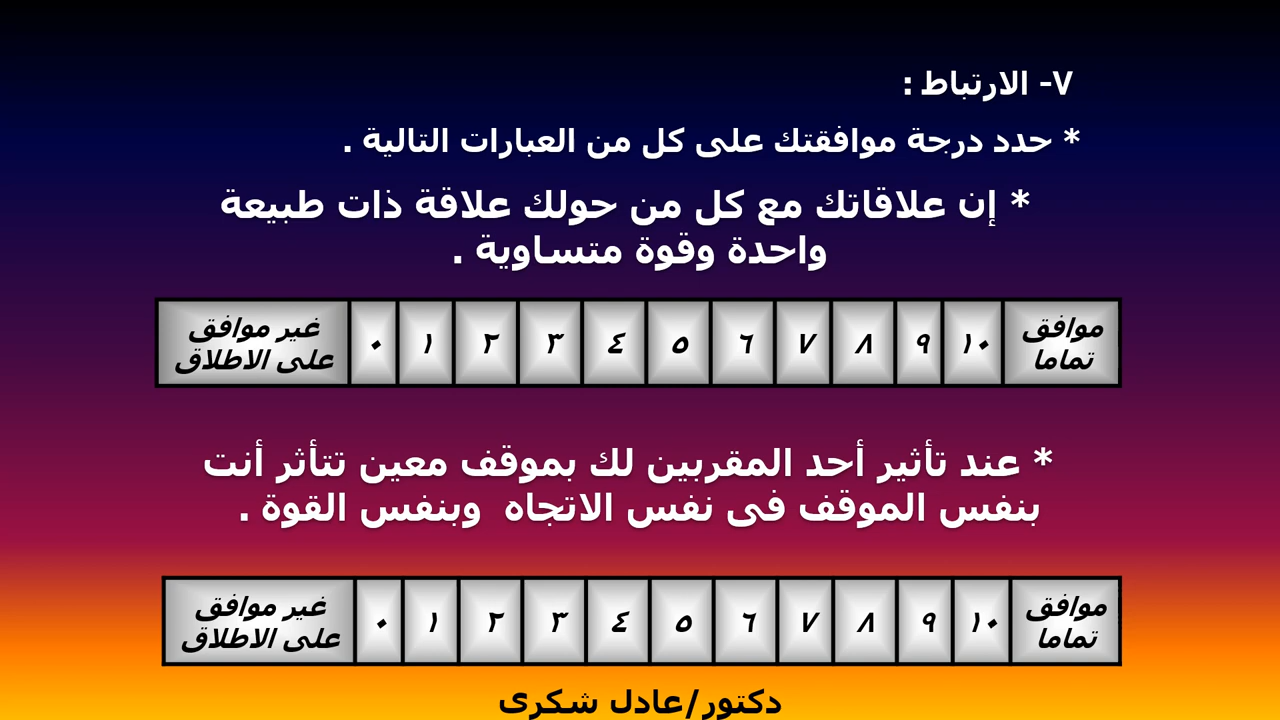 ٧- الارتباط :
* حدد درجة موافقتك على كل من العبارات التالية .
* إن علاقاتك مع كل من حولك علاقة ذات طبيعة
واحدة وقوة متساوية .
موافق تماما ١٠ ٩ ٨ ٧ ٦ ٥ ٤ ٣ ٢ ١ ٠ غير موافق على الاطلاق
* عند تأثير أحد المقربين لك بموقف معين تتأثر أنت
بنفس الموقف فى نفس الاتجاه وبنفس القوة .
موافق تماما ١٠ ٩ ٨ ٧ ٦ ٥ ٤ ٣ ٢ ١ ٠ غير موافق على الاطلاق
دكتور/عادل شكرى